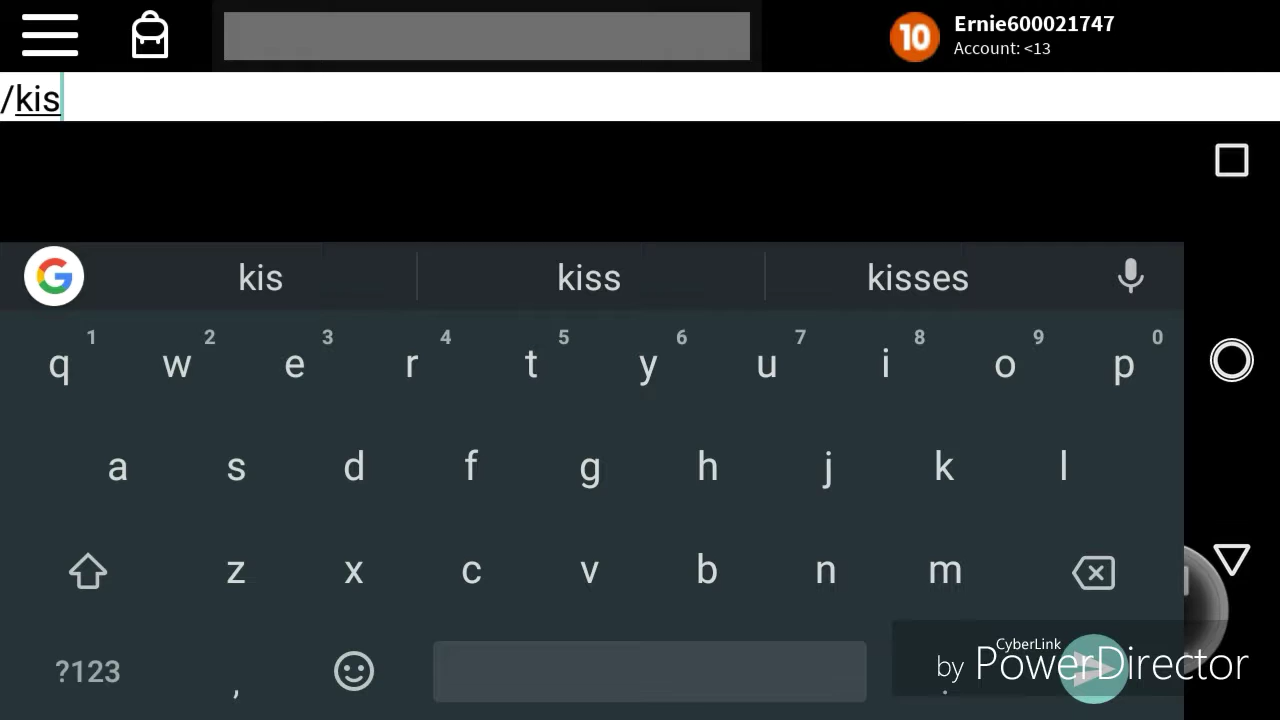 10
Ernie600021747
Account: <13
/kis
G kis kiss kisses
1 2 3 4 5 6 7 8 9 0
q w e r t y u i o p
a s d f g h j k l
z x c v b n m
?123 , .
CyberLink
by PowerDirector